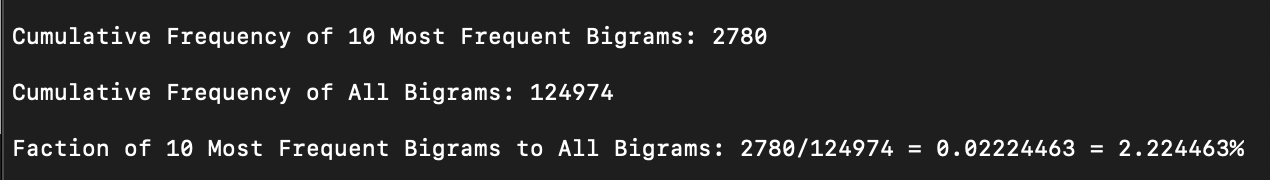 Cumulative Frequency of 10 Most Frequent Bigrams: 2780
Cumulative Frequency of All Bigrams: 124974
Faction of 10 Most Frequent Bigrams to All Bigrams: 2780/124974 = 0.02224463 = 2.224463%